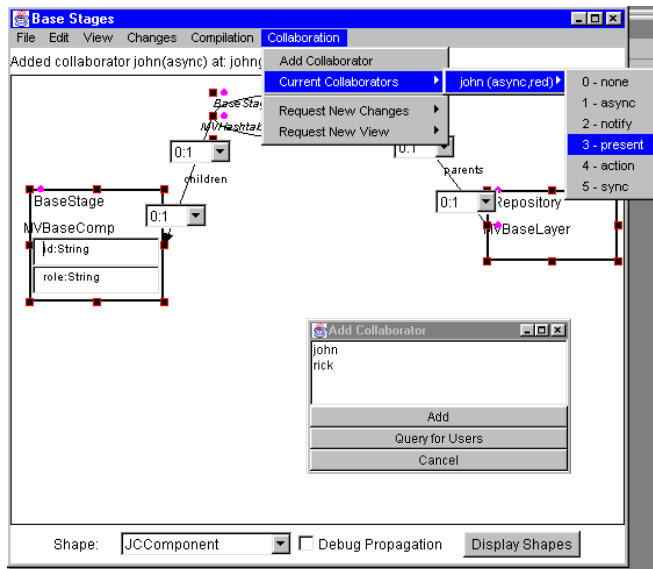 Base Stages
File Edit View Changes Compilation Collaboration
Added collaborator john(async) at: john
Add Collaborator
Current Collaborators
john (async,red)
0 - none
1 - async
2 - notify
3 - present
4 - action
5 - sync
Request New Changes
Request New View
Base Sta
MVHashtab
0:1
0:1
children
parents
BaseStage
0:1
0:1
Repository
MVBaseComp
MVBaseLayer
id:String
role:String
Add Collaborator
john
rick
Add
Query for Users
Cancel
Shape: JCComponent Debug Propagation Display Shapes